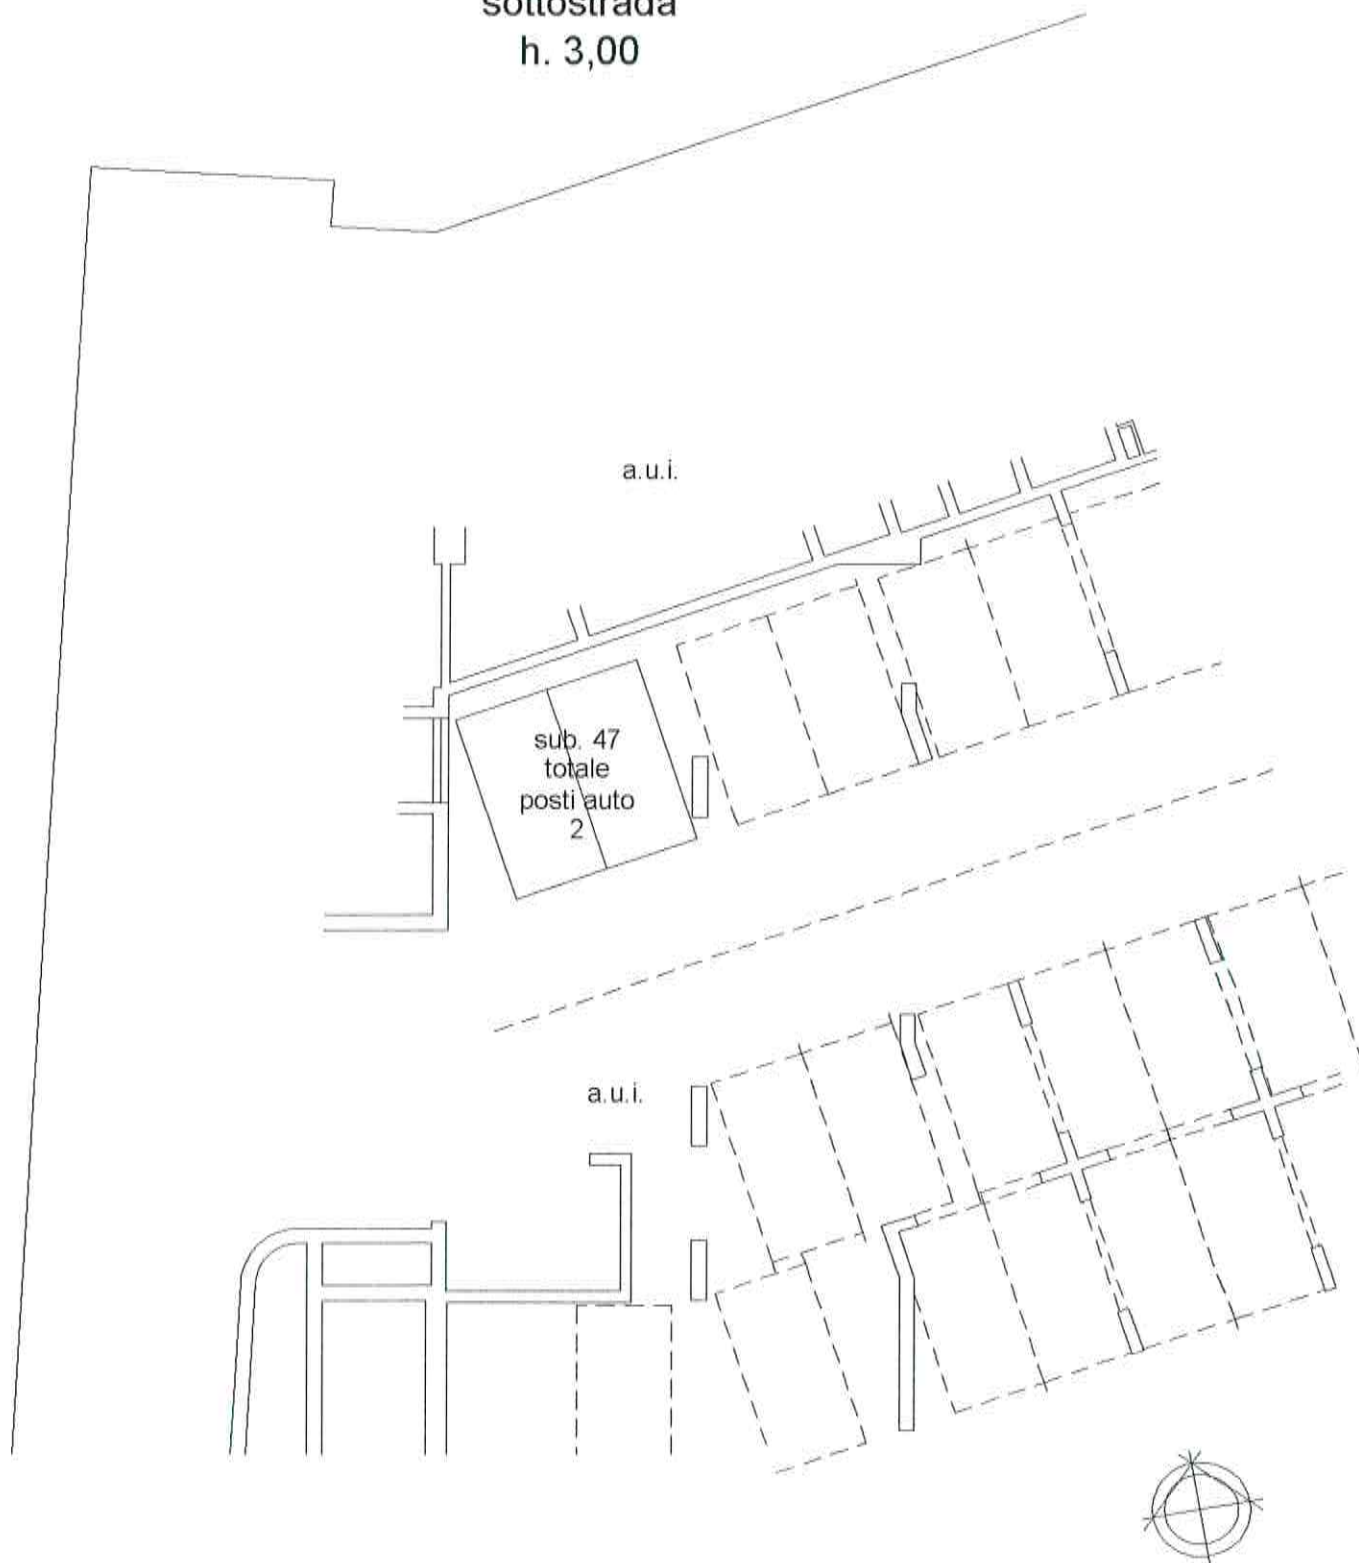 sottostrada
h. 3,00
a.u.i.
sub. 47
totale
posti auto
2
a.u.i.